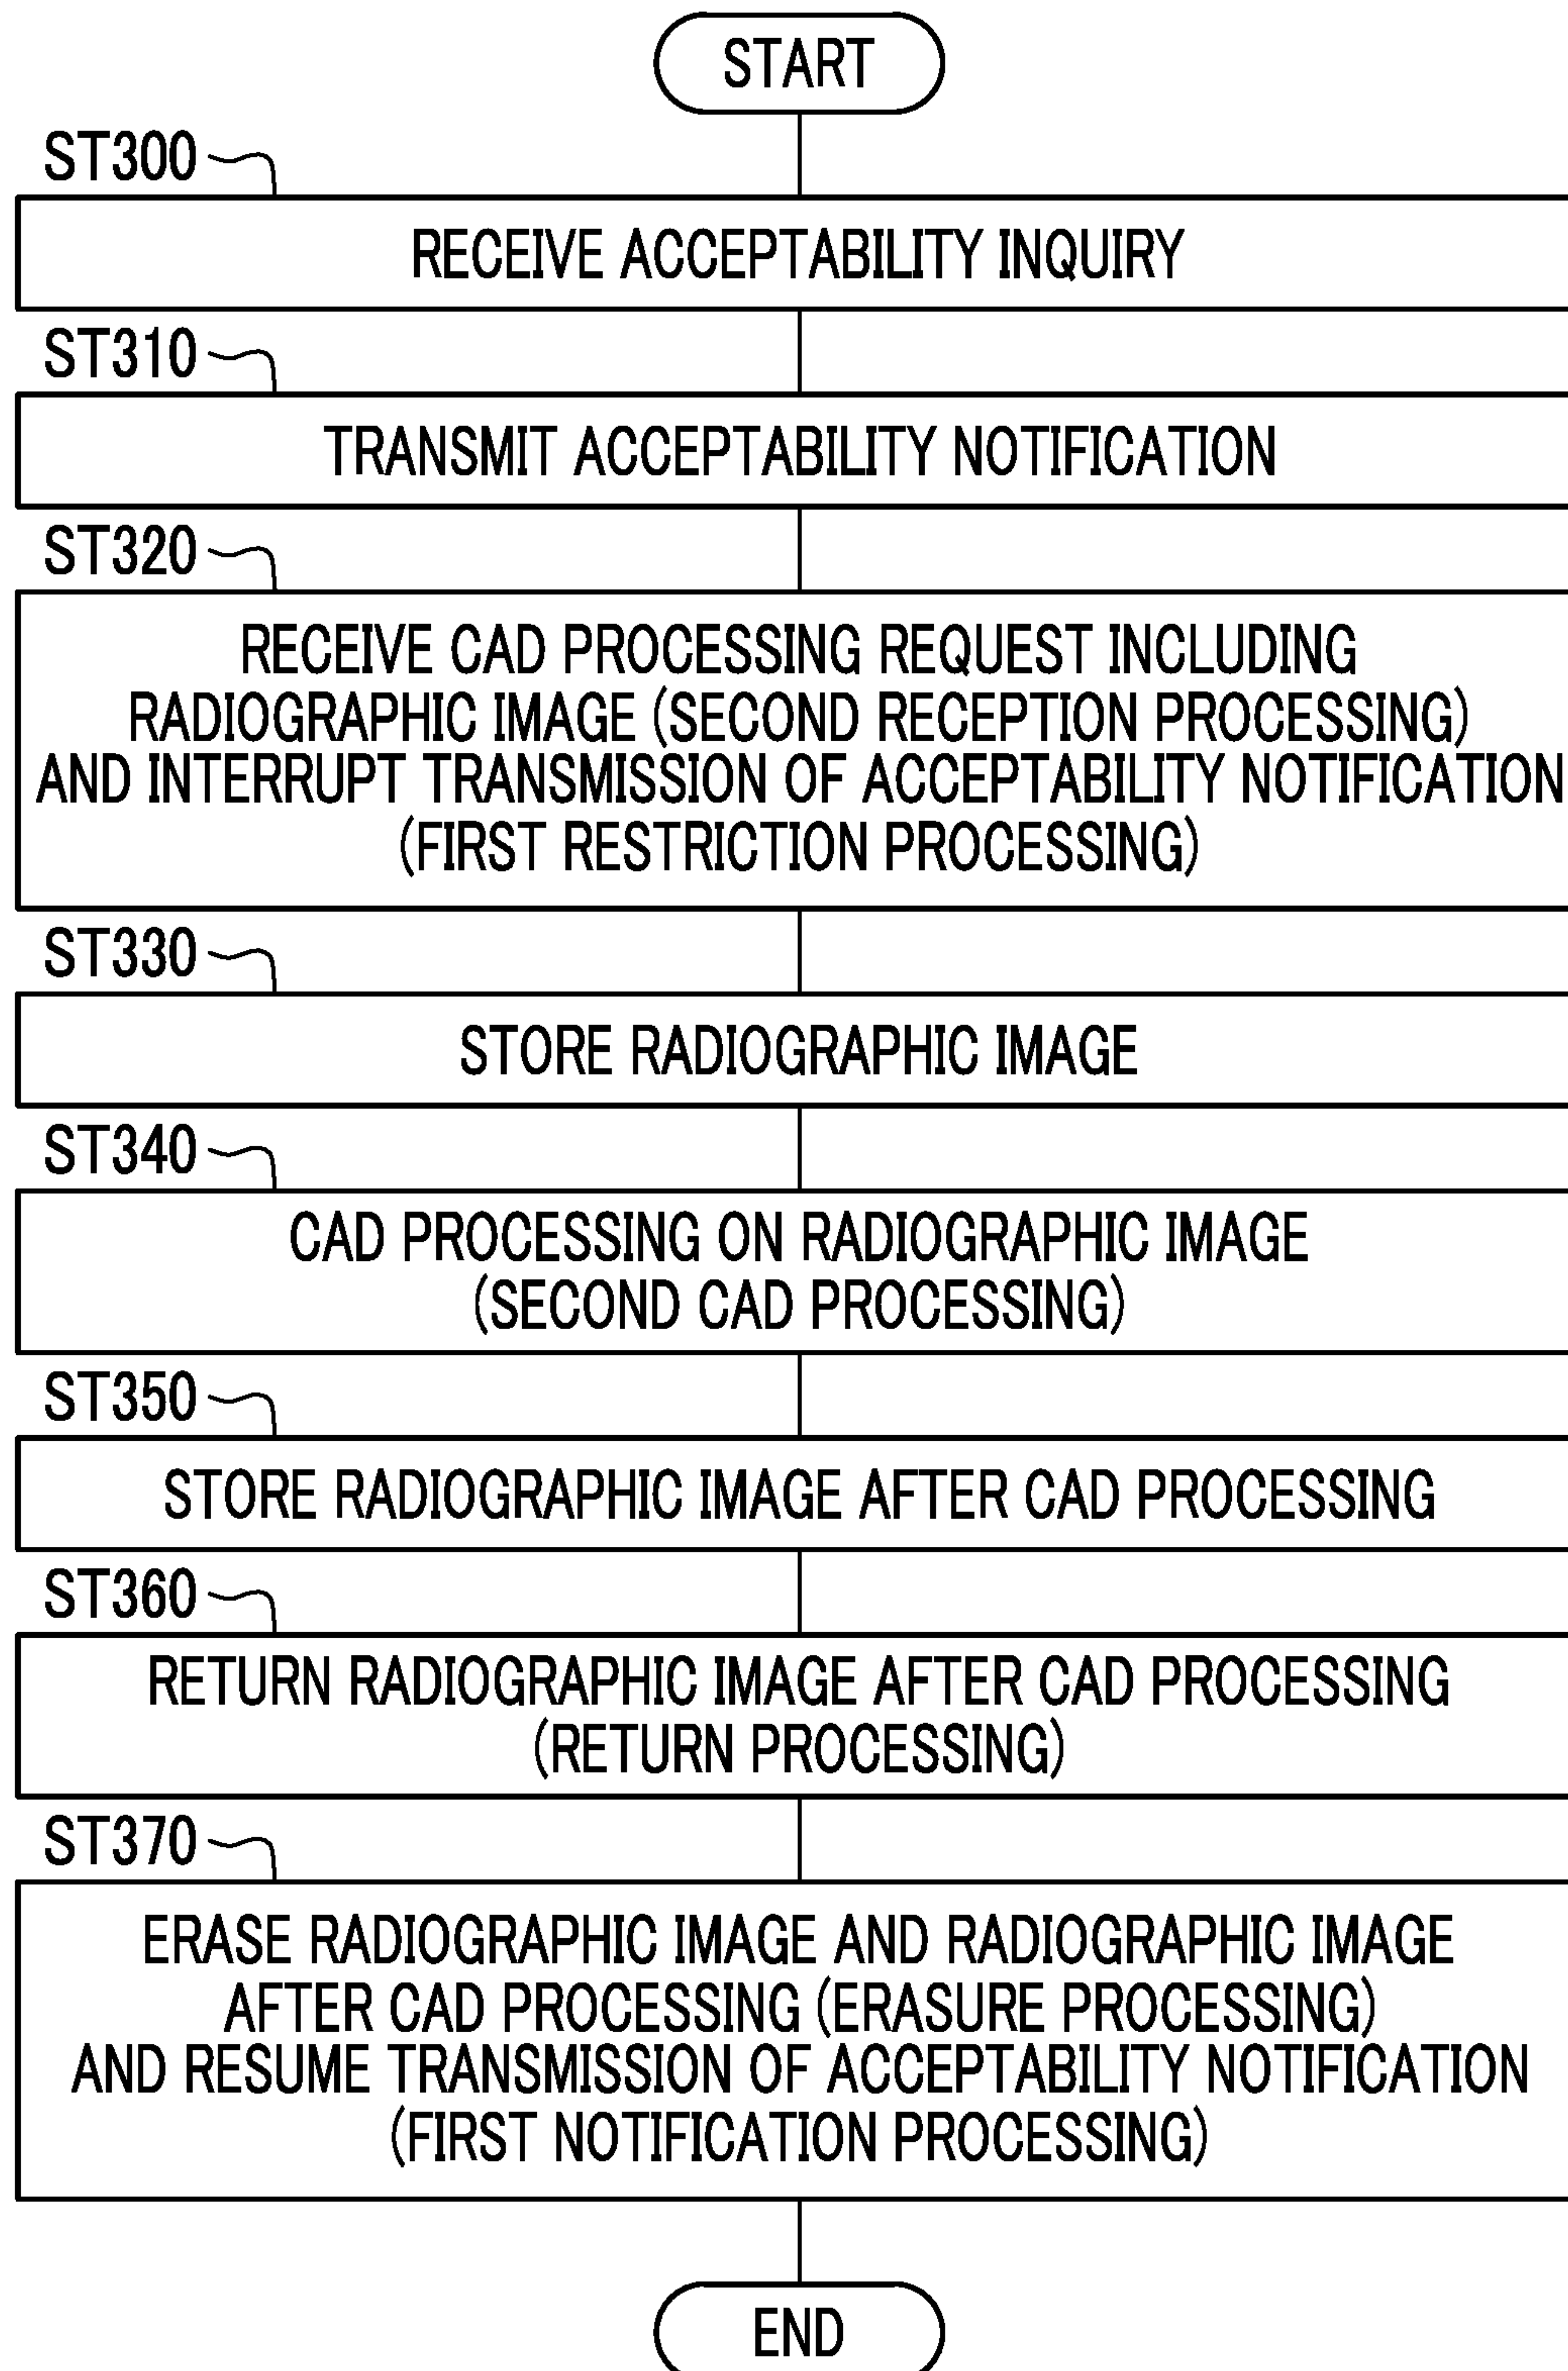 START
ST300
RECEIVE ACCEPTABILITY INQUIRY
ST310
TRANSMIT ACCEPTABILITY NOTIFICATION
ST320
RECEIVE CAD PROCESSING REQUEST INCLUDING
RADIOGRAPHIC IMAGE (SECOND RECEPTION PROCESSING)
AND INTERRUPT TRANSMISSION OF ACCEPTABILITY NOTIFICATION
(FIRST RESTRICTION PROCESSING)
ST330
STORE RADIOGRAPHIC IMAGE
ST340
CAD PROCESSING ON RADIOGRAPHIC IMAGE
(SECOND CAD PROCESSING)
ST350
STORE RADIOGRAPHIC IMAGE AFTER CAD PROCESSING
ST360
RETURN RADIOGRAPHIC IMAGE AFTER CAD PROCESSING
(RETURN PROCESSING)
ST370
ERASE RADIOGRAPHIC IMAGE AND RADIOGRAPHIC IMAGE
AFTER CAD PROCESSING (ERASURE PROCESSING)
AND RESUME TRANSMISSION OF ACCEPTABILITY NOTIFICATION
(FIRST NOTIFICATION PROCESSING)
END